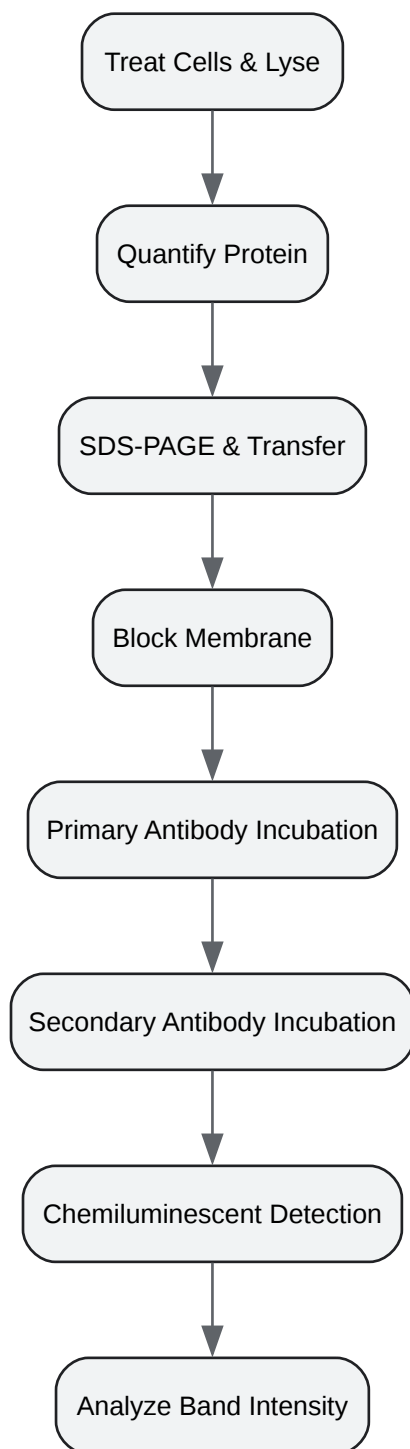 Treat Cells & Lyse
Quantify Protein
SDS-PAGE & Transfer
Block Membrane
Primary Antibody Incubation
Secondary Antibody Incubation
Chemiluminescent Detection
Analyze Band Intensity